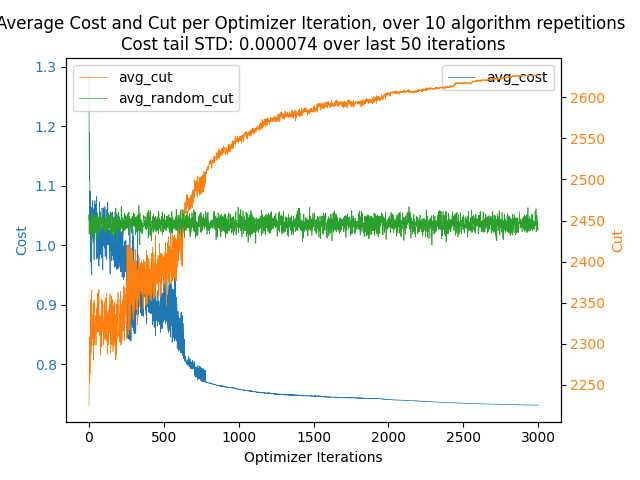 Average Cost and Cut per Optimizer Iteration, over 10 algorithm repetitions
Cost tail STD: 0.000074 over last 50 iterations
avg_cut
avg_random_cut
avg_cost
1.3
1.2
1.1
1.0
0.9
0.8
Cost
2600
2550
2500
2450
2400
2350
2300
2250
Cut
0
500
1000
1500
2000
2500
3000
Optimizer Iterations